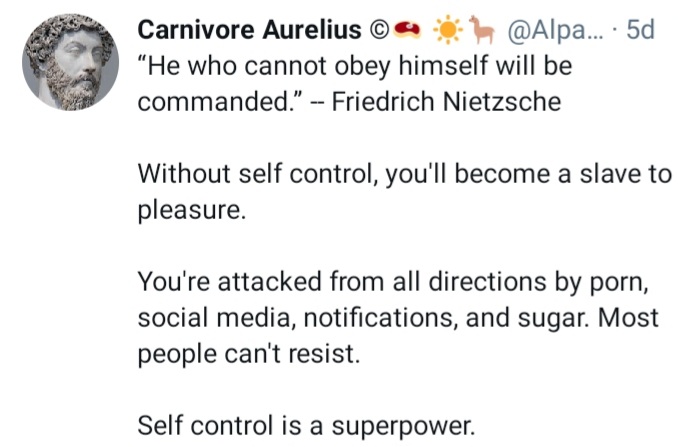 Carnivore Aurelius ©🥩 ☀️🦙 @Alpa... · 5d
“He who cannot obey himself will be
commanded.” -- Friedrich Nietzsche
Without self control, you'll become a slave to
pleasure.
You're attacked from all directions by porn,
social media, notifications, and sugar. Most
people can't resist.
Self control is a superpower.